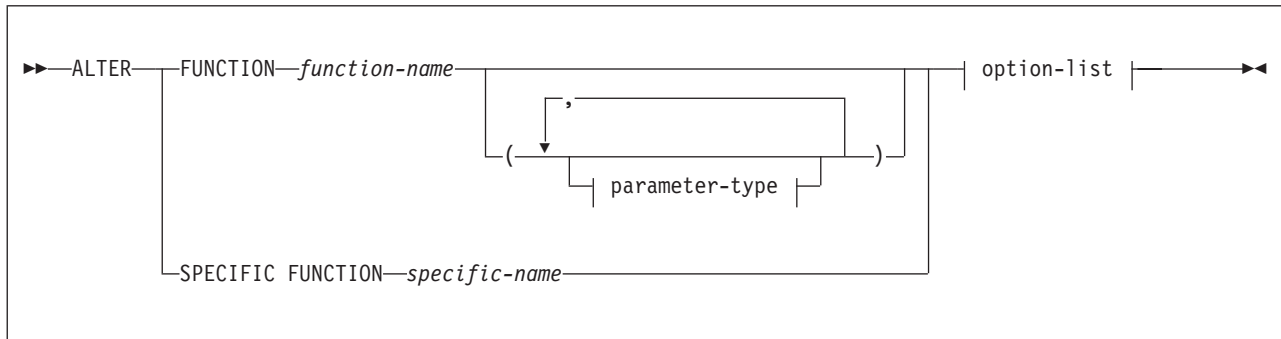 ALTER FUNCTION function-name option-list
,
( parameter-type )
SPECIFIC FUNCTION specific-name